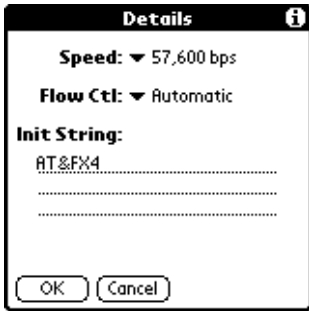 Details
Speed: 57,600 bps
Flow Ctl: Automatic
Init String:
AT&FX4
OK Cancel